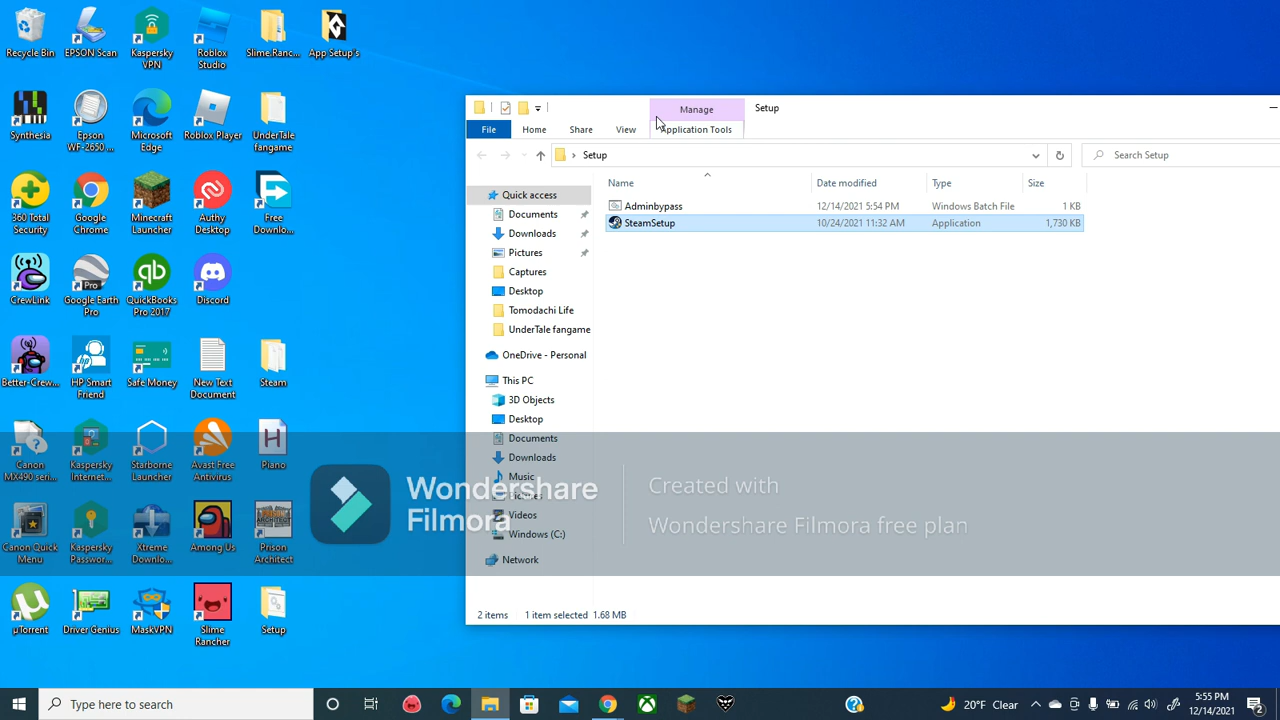 Recycle Bin
EPSON Scan
Kaspersky
VPN
Roblox
Studio
Slime.Ranc...
App Setup's
Synthesia
Epson
WF-2650 ...
Microsoft
Edge
Roblox Player
UnderTale
fangame
360 Total
Security
Google
Chrome
Minecraft
Launcher
Authy
Desktop
Free
Downlo...
CrewLink
Google Earth
Pro
QuickBooks
Pro 2017
Discord
Better-Crew...
HP Smart
Friend
Safe Money
New Text
Document
Steam
Canon
MX490 seri...
Kaspersky
Internet...
Starborne
Launcher
Avast Free
Antivirus
Piano
Canon Quick
Menu
Kaspersky
Passwor...
Xtreme
Downlo...
Among Us
Prison
Architect
µTorrent
Driver Genius
MaskVPN
Slime
Rancher
Setup
Manage
Setup
File
Home
Share
View
Application Tools
Setup
Search Setup
Name
Date modified
Type
Size
Adminbypass
12/14/2021 5:54 PM
Windows Batch File
1 KB
SteamSetup
10/24/2021 11:32 AM
Application
1,730 KB
Quick access
Documents
Downloads
Pictures
Captures
Desktop
Tomodachi Life
UnderTale fangame
OneDrive - Personal
This PC
3D Objects
Desktop
Documents
Downloads
Music
Pictures
Videos
Windows (C:)
Network
2 items
1 item selected 1.68 MB
Wondershare
Filmora
Created with
Wondershare Filmora free plan
Type here to search
20°F Clear
5:55 PM
12/14/2021
2